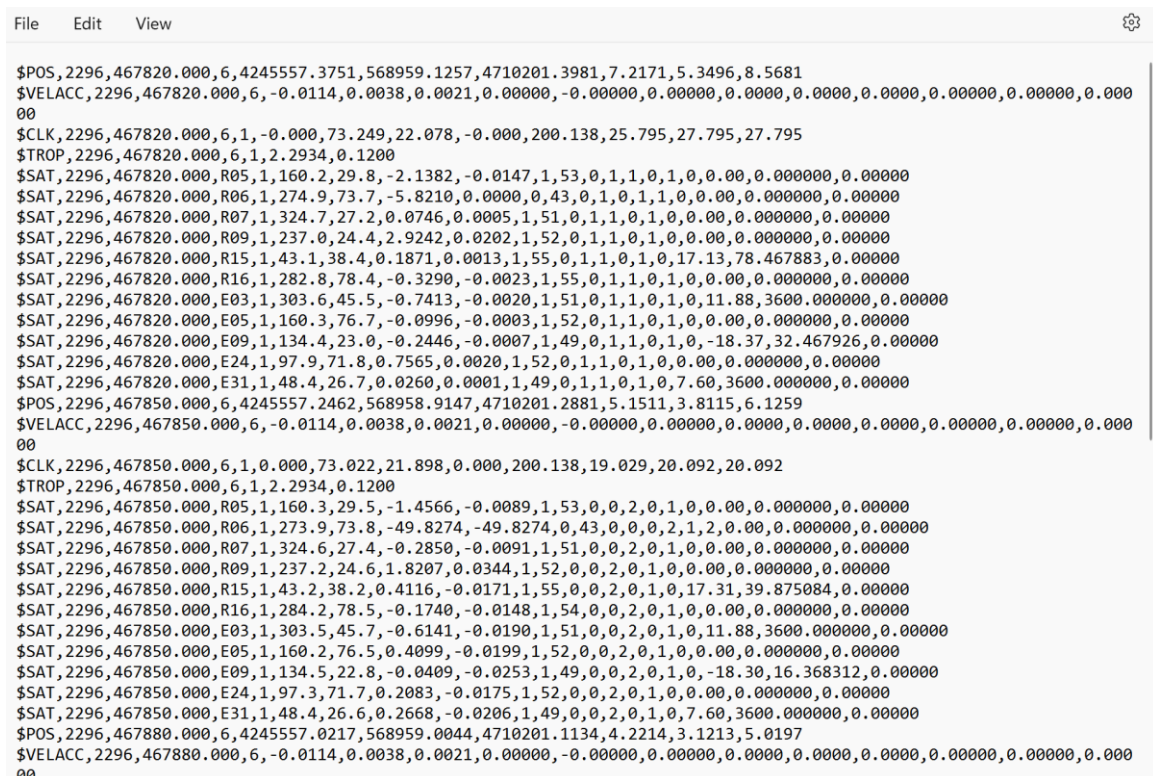 File Edit View
$POS,2296,467820.000,6,4245557.3751,568959.1257,4710201.3981,7.2171,5.3496,8.5681
$VELACC,2296,467820.000,6,-0.0114,0.0038,0.0021,0.00000,-0.00000,0.00000,0.0000,0.0000,0.0000,0.00000,0.00000,0.000
00
$CLK,2296,467820.000,6,1,-0.000,73.249,22.078,-0.000,200.138,25.795,27.795,27.795
$TROP,2296,467820.000,6,1,2.2934,0.1200
$SAT,2296,467820.000,R05,1,160.2,29.8,-2.1382,-0.0147,1,53,0,1,1,0,1,0,0.00,0.000000,0.00000
$SAT,2296,467820.000,R06,1,274.9,73.7,-5.8210,0.0000,0,43,0,1,0,1,1,0,0.00,0.000000,0.00000
$SAT,2296,467820.000,R07,1,324.7,27.2,0.0746,0.0005,1,51,0,1,1,0,1,0,0.00,0.000000,0.00000
$SAT,2296,467820.000,R09,1,237.0,24.4,2.9242,0.0202,1,52,0,1,1,0,1,0,0.00,0.000000,0.00000
$SAT,2296,467820.000,R15,1,43.1,38.4,0.1871,0.0013,1,55,0,1,1,0,1,0,17.13,78.467883,0.00000
$SAT,2296,467820.000,R16,1,282.8,78.4,-0.3290,-0.0023,1,55,0,1,1,0,1,0,0.00,0.000000,0.00000
$SAT,2296,467820.000,E03,1,303.6,45.5,-0.7413,-0.0020,1,51,0,1,1,0,1,0,11.88,3600.000000,0.00000
$SAT,2296,467820.000,E05,1,160.3,76.7,-0.0996,-0.0003,1,52,0,1,1,0,1,0,0.00,0.000000,0.00000
$SAT,2296,467820.000,E09,1,134.4,23.0,-0.2446,-0.0007,1,49,0,1,1,0,1,0,-18.37,32.467926,0.00000
$SAT,2296,467820.000,E24,1,97.9,71.8,0.7565,0.0020,1,52,0,1,1,0,1,0,0.00,0.000000,0.00000
$SAT,2296,467820.000,E31,1,48.4,26.7,0.0260,0.0001,1,49,0,1,1,0,1,0,7.60,3600.000000,0.00000
$POS,2296,467850.000,6,4245557.2462,568958.9147,4710201.2881,5.1511,3.8115,6.1259
$VELACC,2296,467850.000,6,-0.0114,0.0038,0.0021,0.00000,-0.00000,0.00000,0.0000,0.0000,0.0000,0.00000,0.00000,0.000
00
$CLK,2296,467850.000,6,1,0.000,73.022,21.898,0.000,200.138,19.029,20.092,20.092
$TROP,2296,467850.000,6,1,2.2934,0.1200
$SAT,2296,467850.000,R05,1,160.3,29.5,-1.4566,-0.0089,1,53,0,0,2,0,1,0,0.00,0.000000,0.00000
$SAT,2296,467850.000,R06,1,273.9,73.8,-49.8274,-49.8274,0,43,0,0,0,2,1,2,0.00,0.000000,0.00000
$SAT,2296,467850.000,R07,1,324.6,27.4,-0.2850,-0.0091,1,51,0,0,2,0,1,0,0.00,0.000000,0.00000
$SAT,2296,467850.000,R09,1,237.2,24.6,1.8207,0.0344,1,52,0,0,2,0,1,0,0.00,0.000000,0.00000
$SAT,2296,467850.000,R15,1,43.2,38.2,0.4116,-0.0171,1,55,0,0,2,0,1,0,17.31,39.875084,0.00000
$SAT,2296,467850.000,R16,1,284.2,78.5,-0.1740,-0.0148,1,54,0,0,2,0,1,0,0.00,0.000000,0.00000
$SAT,2296,467850.000,E03,1,303.5,45.7,-0.6141,-0.0190,1,51,0,0,2,0,1,0,11.88,3600.000000,0.00000
$SAT,2296,467850.000,E05,1,160.2,76.5,0.4099,-0.0199,1,52,0,0,2,0,1,0,0.00,0.000000,0.00000
$SAT,2296,467850.000,E09,1,134.5,22.8,-0.0409,-0.0253,1,49,0,0,2,0,1,0,-18.30,16.368312,0.00000
$SAT,2296,467850.000,E24,1,97.3,71.7,0.2083,-0.0175,1,52,0,0,2,0,1,0,0.00,0.000000,0.00000
$SAT,2296,467850.000,E31,1,48.4,26.6,0.2668,-0.0206,1,49,0,0,2,0,1,0,7.60,3600.000000,0.00000
$POS,2296,467880.000,6,4245557.0217,568959.0044,4710201.1134,4.2214,3.1213,5.0197
$VELACC,2296,467880.000,6,-0.0114,0.0038,0.0021,0.00000,-0.00000,0.00000,0.0000,0.0000,0.0000,0.00000,0.00000,0.000
00